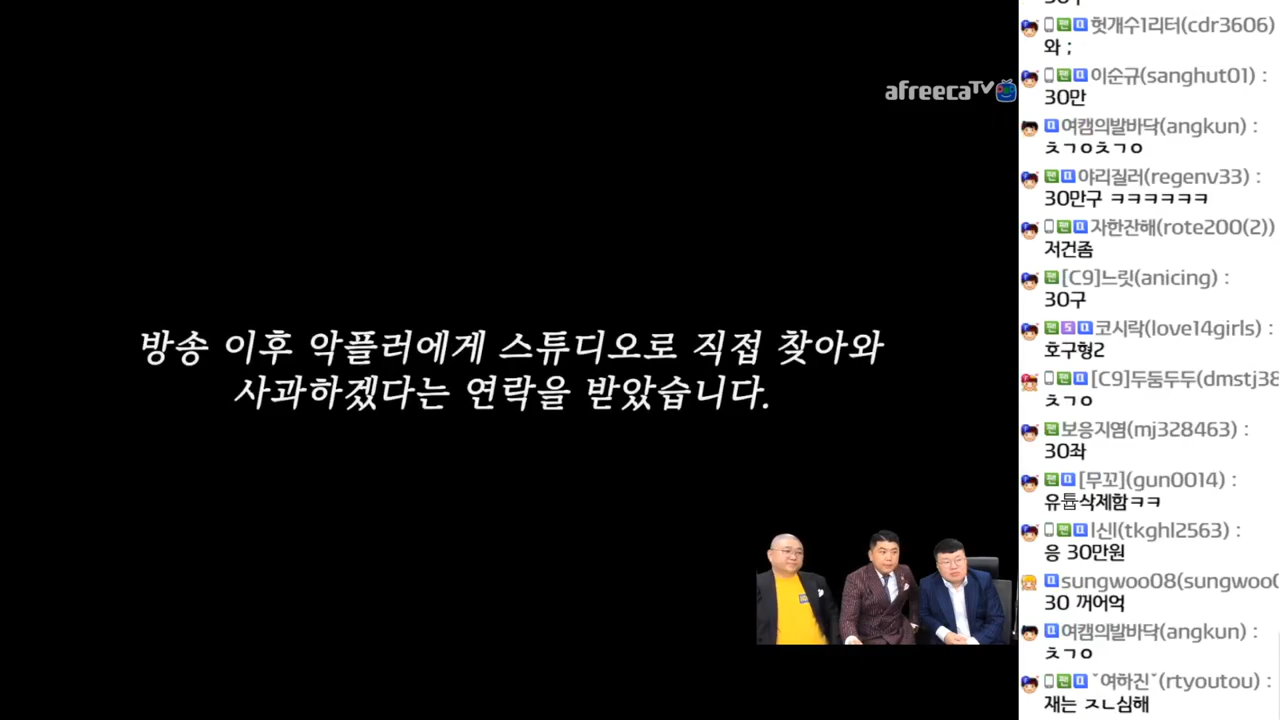 afreecaTV
방송 이후 악플러에게 스튜디오로 직접 찾아와
사과하겠다는 연락을 받았습니다.
헛개수1리터(cdr3606)
와 ;
이순규(sanghut01) :
30만
여캠의발바닥(angkun) :
ㅊㄱㅇㅊㄱㅇ
야리질러(regenv33) :
30만구 ㅋㅋㅋㅋㅋㅋ
자한잔해(rote200(2))
저건좀
[C9]느릿(anicing) :
30구
코시락(love14girls) :
호구형2
[C9]두둠두두(dmstj38
ㅊㄱㅇ
보응지염(mj328463) :
30좌
[무꼬](gun0014) :
유튭삭제함ㅋㅋ
l신l(tkghl2563) :
응 30만원
sungwoo08(sungwoo0
30 꺼어억
여캠의발바닥(angkun) :
ㅊㄱㅇ
ˇ여하진ˇ(rtyoutou) :
재는 ㅈㄴ심해